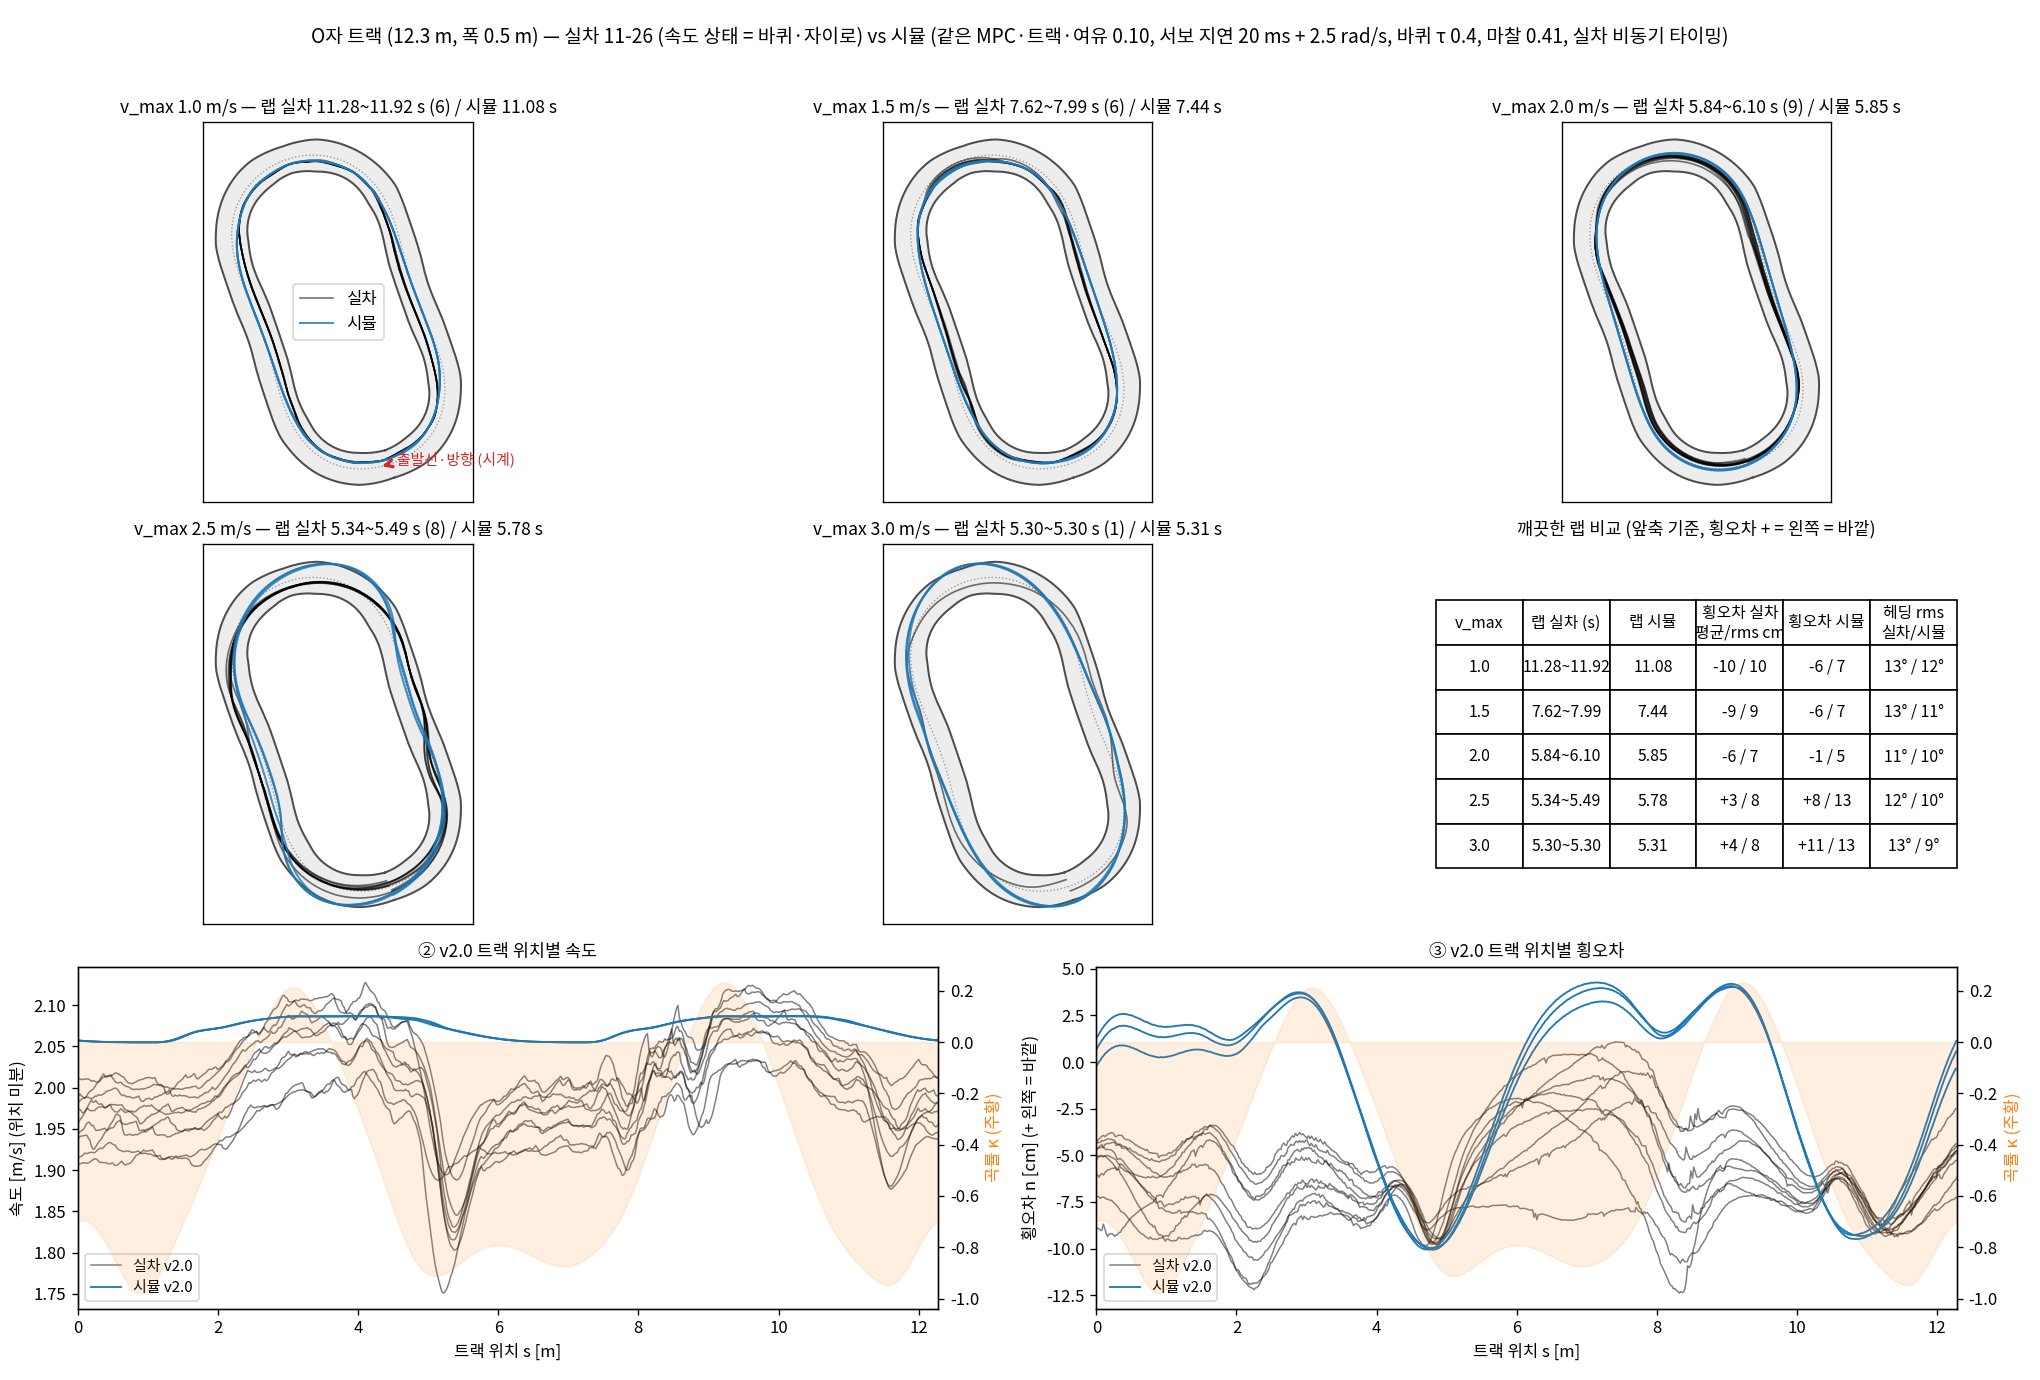 O자 트랙 (12.3 m, 폭 0.5 m) — 실차 11-26 (속도 상태 = 바퀴·자이로) vs 시뮬 (같은 MPC·트랙·여유 0.10, 서보 지연 20 ms + 2.5 rad/s, 바퀴 τ 0.4, 마찰 0.41, 실차 비동기 타이밍)
v_max 1.0 m/s — 랩 실차 11.28~11.92 s (6) / 시뮬 11.08 s
실차
시뮬
출발선·방향 (시계)
v_max 1.5 m/s — 랩 실차 7.62~7.99 s (6) / 시뮬 7.44 s
v_max 2.0 m/s — 랩 실차 5.84~6.10 s (9) / 시뮬 5.85 s
v_max 2.5 m/s — 랩 실차 5.34~5.49 s (8) / 시뮬 5.78 s
v_max 3.0 m/s — 랩 실차 5.30~5.30 s (1) / 시뮬 5.31 s
깨끗한 랩 비교 (앞축 기준, 횡오차 + = 왼쪽 = 바깥)
v_max 랩 실차 (s) 랩 시뮬 횡오차 실차 평균/rms cm 횡오차 시뮬 헤딩 rms 실차/시뮬
1.0 11.28~11.92 11.08 -10 / 10 -6 / 7 13° / 12°
1.5 7.62~7.99 7.44 -9 / 9 -6 / 7 13° / 11°
2.0 5.84~6.10 5.85 -6 / 7 -1 / 5 11° / 10°
2.5 5.34~5.49 5.78 +3 / 8 +8 / 13 12° / 10°
3.0 5.30~5.30 5.31 +4 / 8 +11 / 13 13° / 9°
② v2.0 트랙 위치별 속도
속도 [m/s] (위치 미분)
2.10
2.05
2.00
1.95
1.90
1.85
1.80
1.75
실차 v2.0
시뮬 v2.0
0 2 4 6 8 10 12
트랙 위치 s [m]
0.2
0.0
-0.2
-0.4
-0.6
-0.8
-1.0
곡률 κ (주황)
③ v2.0 트랙 위치별 횡오차
횡오차 n [cm] (+ 왼쪽 = 바깥)
5.0
2.5
0.0
-2.5
-5.0
-7.5
-10.0
-12.5
실차 v2.0
시뮬 v2.0
0 2 4 6 8 10 12
트랙 위치 s [m]
0.2
0.0
-0.2
-0.4
-0.6
-0.8
-1.0
곡률 κ (주황)